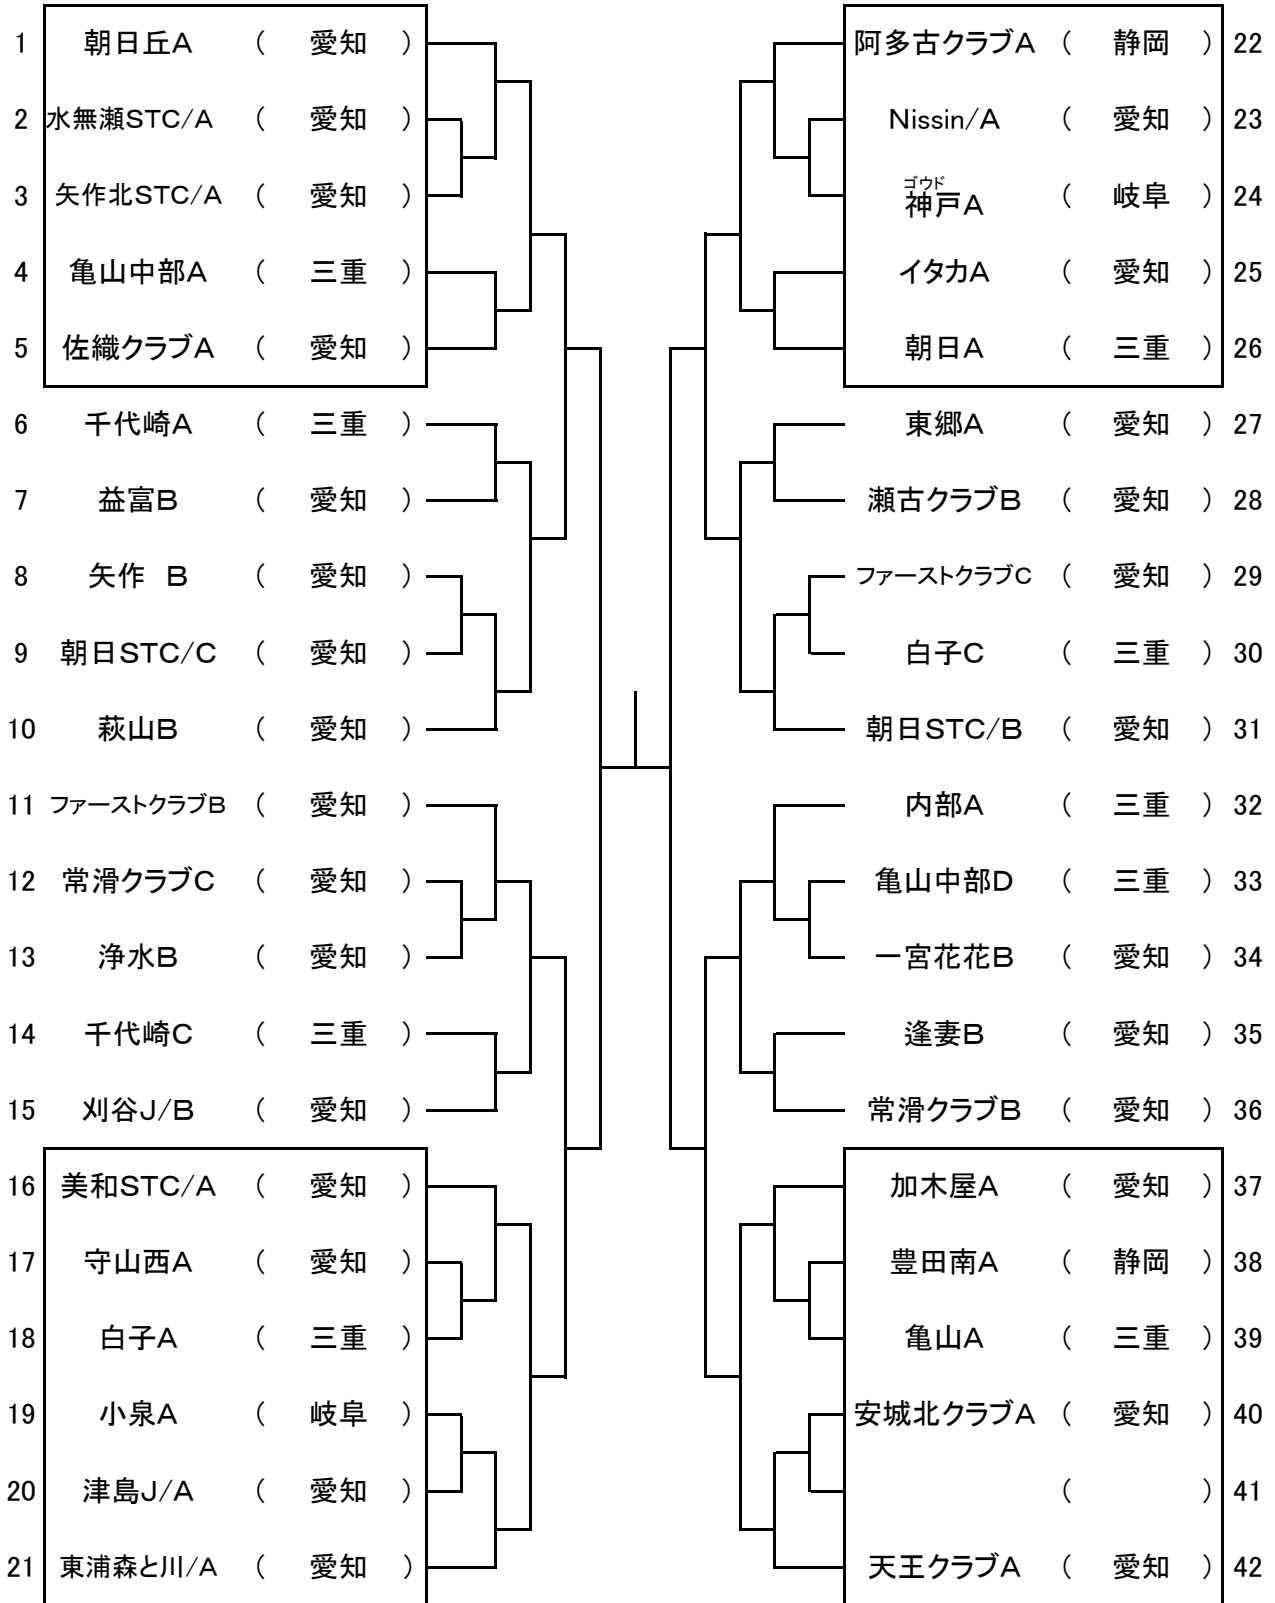 1 朝日丘A ( 愛知 )
2 水無瀬STC/A ( 愛知 )
3 矢作北STC/A ( 愛知 )
4 亀山中部A ( 三重 )
5 佐織クラブA ( 愛知 )
6 千代崎A ( 三重 )
7 益富B ( 愛知 )
8 矢作 B ( 愛知 )
9 朝日STC/C ( 愛知 )
10 萩山B ( 愛知 )
11 ファーストクラブB ( 愛知 )
12 常滑クラブC ( 愛知 )
13 浄水B ( 愛知 )
14 千代崎C ( 三重 )
15 刈谷J/B ( 愛知 )
16 美和STC/A ( 愛知 )
17 守山西A ( 愛知 )
18 白子A ( 三重 )
19 小泉A ( 岐阜 )
20 津島J/A ( 愛知 )
21 東浦森と川/A ( 愛知 )
阿多古クラブA ( 静岡 ) 22
Nissin/A ( 愛知 ) 23
ゴウド
神戸A ( 岐阜 ) 24
イタカA ( 愛知 ) 25
朝日A ( 三重 ) 26
東郷A ( 愛知 ) 27
瀬古クラブB ( 愛知 ) 28
ファーストクラブC ( 愛知 ) 29
白子C ( 三重 ) 30
朝日STC/B ( 愛知 ) 31
内部A ( 三重 ) 32
亀山中部D ( 三重 ) 33
一宮花花B ( 愛知 ) 34
逢妻B ( 愛知 ) 35
常滑クラブB ( 愛知 ) 36
加木屋A ( 愛知 ) 37
豊田南A ( 静岡 ) 38
亀山A ( 三重 ) 39
安城北クラブA ( 愛知 ) 40
( ) 41
天王クラブA ( 愛知 ) 42